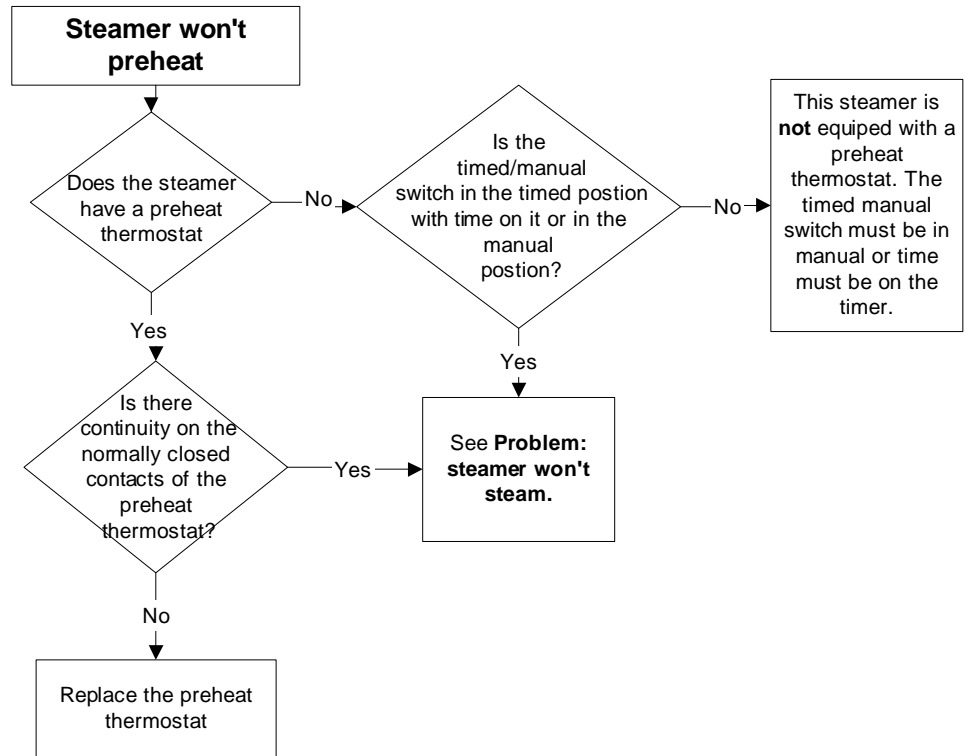 Steamer won't
preheat
Does the steamer
have a preheat
thermostat
No
Is the
timed/manual
switch in the timed postion
with time on it or in the
manual
postion?
No
This steamer is
not equiped with a
preheat
thermostat. The
timed manual
switch must be in
manual or time
must be on the
timer.
Yes
Yes
Is there
continuity on the
normally closed
contacts of the
preheat
thermostat?
Yes
See Problem:
steamer won't
steam.
No
Replace the preheat
thermostat